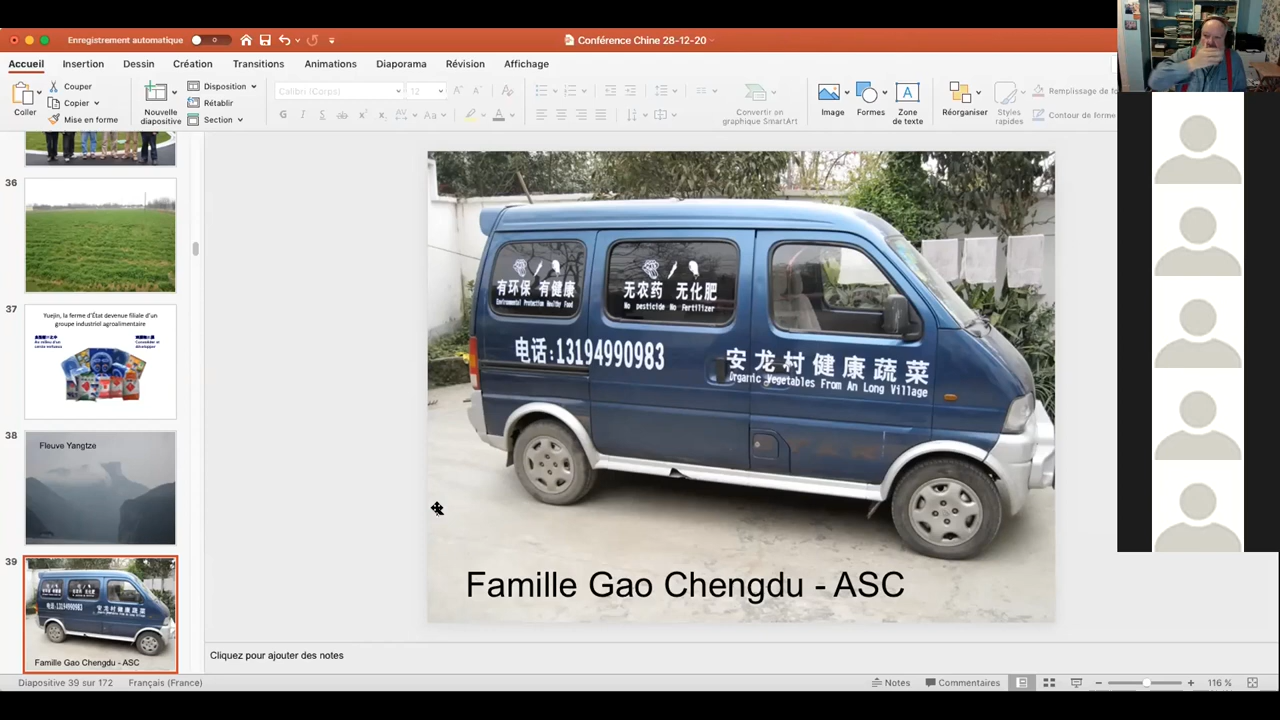 Enregistrement automatique
Conférence Chine 28-12-20
Accueil
Insertion
Dessin
Création
Transitions
Animations
Diaporama
Révision
Affichage
Coller
Couper
Copier
Mise en forme
Nouvelle
diapositive
Disposition
Rétablir
Section
Calibri (Corps)
12
G
I
S
ab
Aa
A
Convertir en
graphique SmartArt
Image
Formes
Zone
de texte
Réorganiser
Styles
rapides
Remplissage de fo
Contour de forme
36
37
Yuejin, la ferme d'État devenue filiale d'un
groupe industriel agroalimentaire
38
Fleuve Yangtze
39
Famille Gao Chengdu - ASC
有环保 有健康
Environmental Protection Healthy Food
无农药 无化肥
No pesticide No Fertilizer
电话:13194990983
安龙村健康蔬菜
Organic Vegetables From An Long Village
Famille Gao Chengdu - ASC
Cliquez pour ajouter des notes
Diapositive 39 sur 172
Français (France)
Notes
Commentaires
116 %